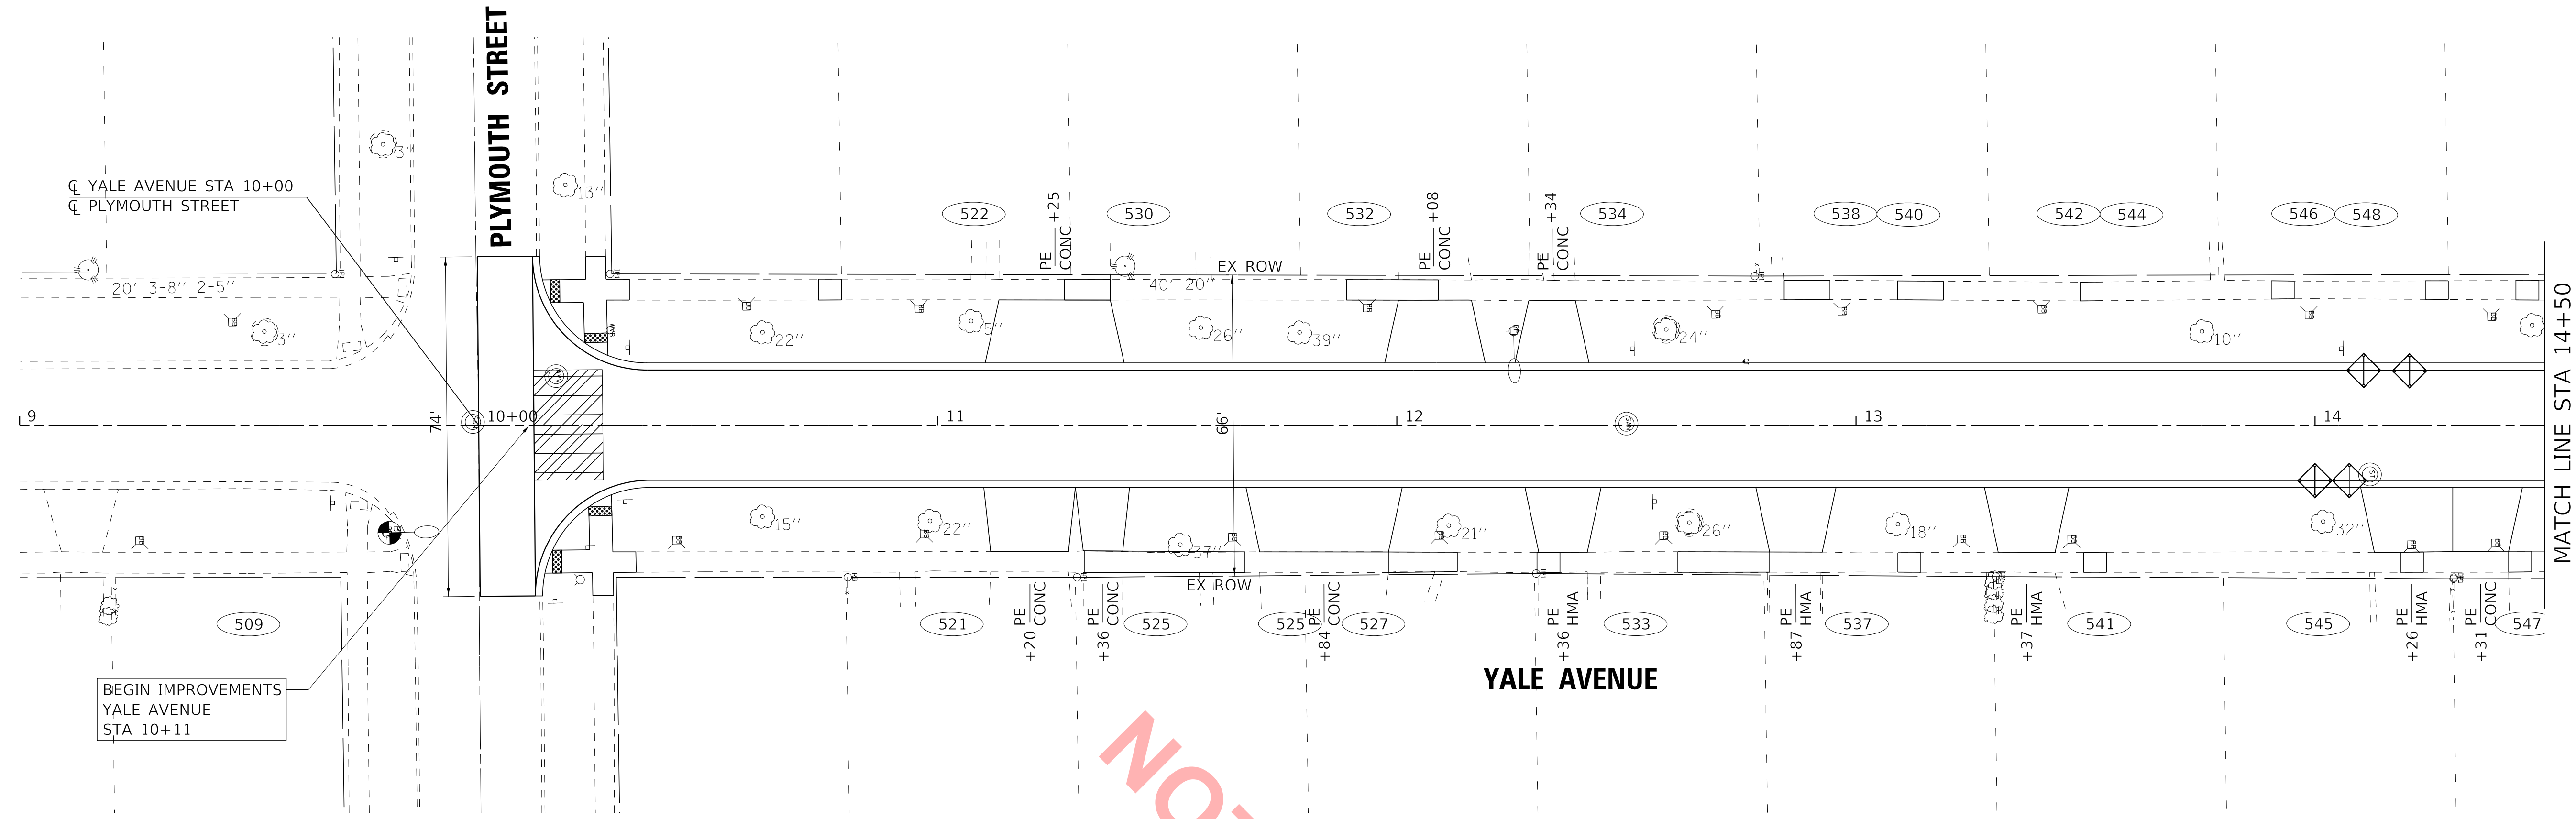 PLYMOUTH STREET
℄ YALE AVENUE STA 10+00
℄ PLYMOUTH STREET
3''
13''
20' 3-8'' 2-5''
3''
74'
9
10+00
11
12
13
14
522
PE CONC +25
530
532
PE CONC +08
PE CONC +34
534
538
540
542
544
546
548
EX ROW
40' 20''
22''
5''
26''
39''
24''
10''
66'
MATCH LINE STA 14+50
15''
22''
37''
21''
26''
18''
32''
EX ROW
509
521
+20 PE CONC
+36 PE CONC
525
525
+84 PE CONC
527
+36 PE HMA
533
+87 PE HMA
537
+37 PE HMA
541
545
+26 PE HMA
+31 PE CONC
547
YALE AVENUE
BEGIN IMPROVEMENTS
YALE AVENUE
STA 10+11
NOT